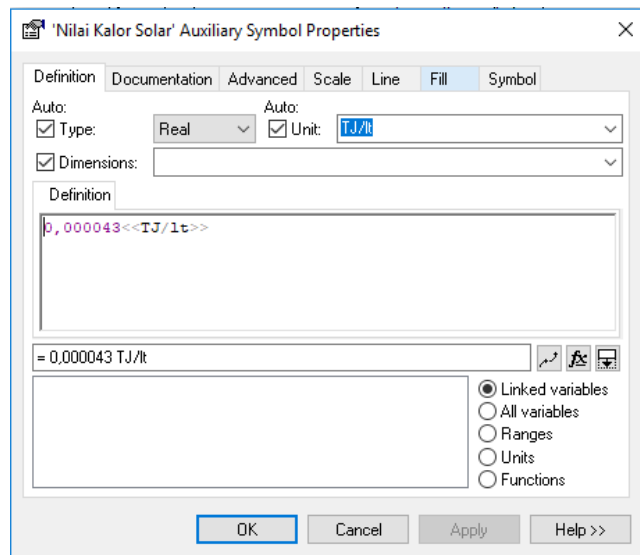 'Nilai Kalor Solar' Auxiliary Symbol Properties
Definition Documentation Advanced Scale Line Fill Symbol
Auto: Auto:
Type: Real Unit: TJ/lt
Dimensions:
Definition
0,000043<<TJ/lt>>
= 0,000043 TJ/lt
fx
Linked variables
All variables
Ranges
Units
Functions
OK Cancel Apply Help >>